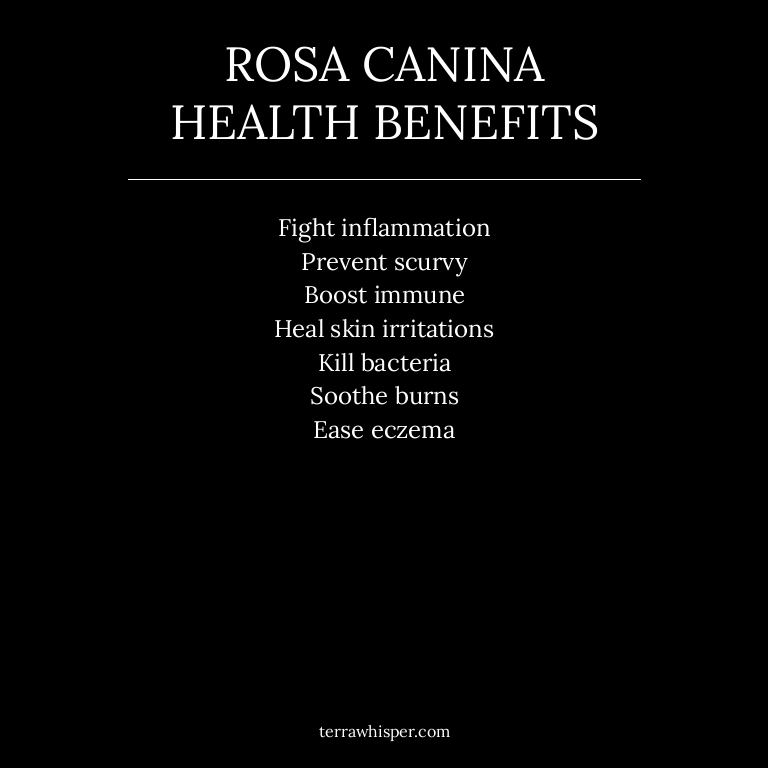 ROSA CANINA
HEALTH BENEFITS
Fight inflammation
Prevent scurvy
Boost immune
Heal skin irritations
Kill bacteria
Soothe burns
Ease eczema
terrawhisper.com